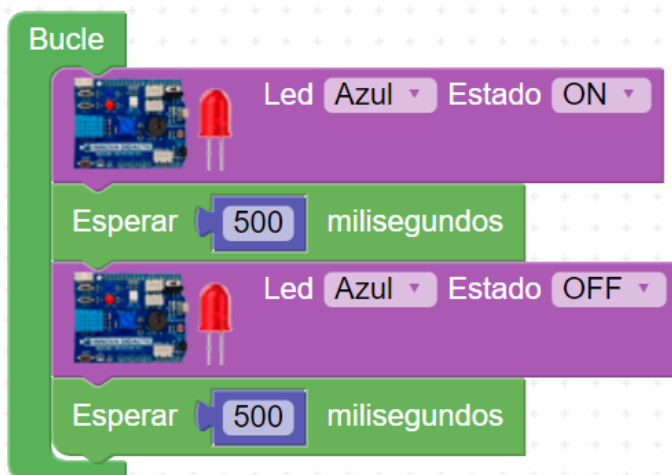 Bucle
Led Azul Estado ON
Esperar 500 milisegundos
Led Azul Estado OFF
Esperar 500 milisegundos